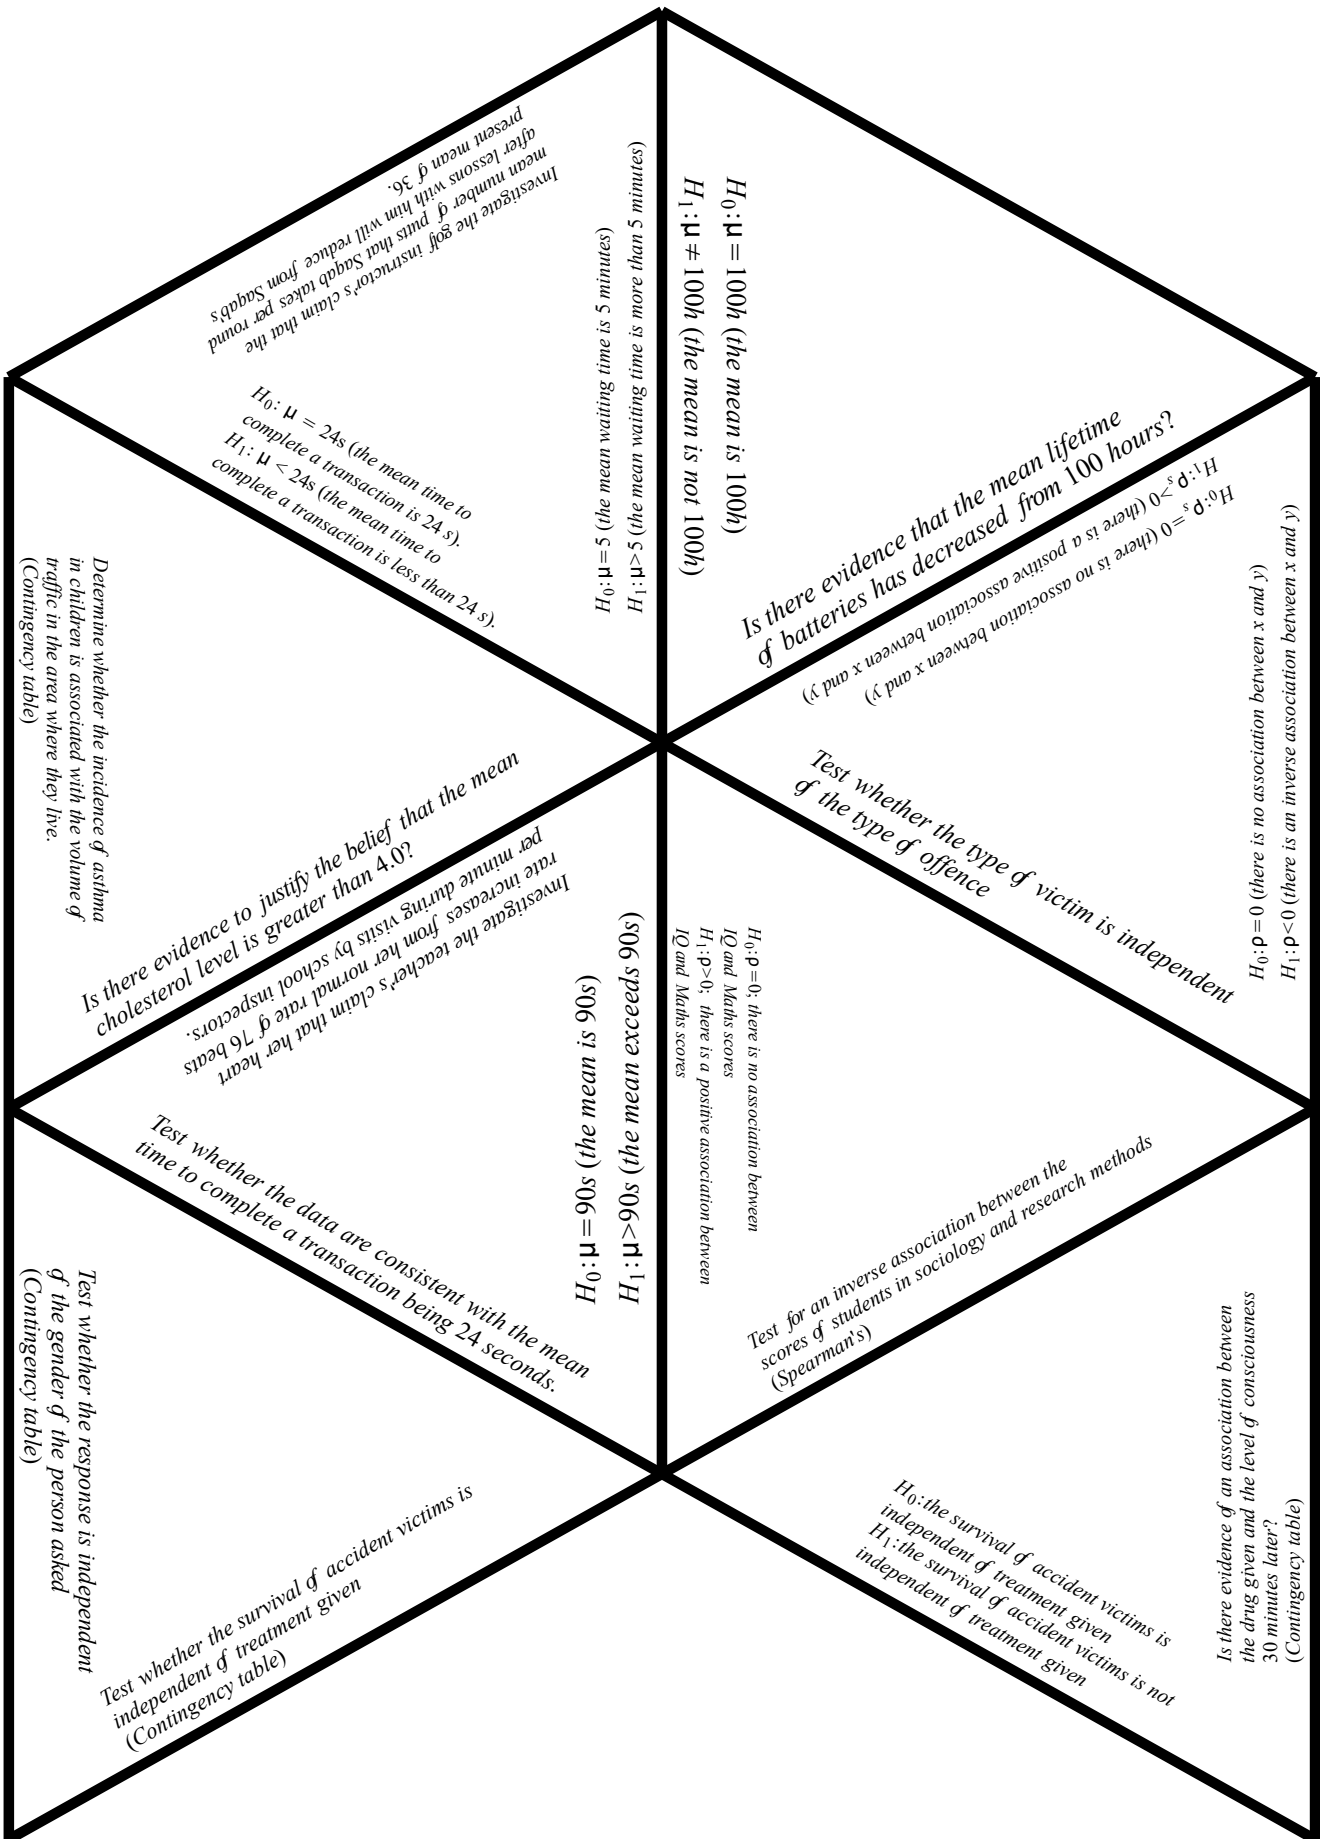 Investigate the golf instructor's claim that the
mean number of puts that Saqab takes per round
after lessons with him will reduce from Saqab's
present mean of 36.
H0:μ=5 (the mean waiting time is 5 minutes)
H1:μ>5 (the mean waiting time is more than 5 minutes)
H0:μ=100h (the mean is 100h)
H1:μ≠100h (the mean is not 100h)
H0: μ = 24s (the mean time to
complete a transaction is 24 s).
H1: μ < 24s (the mean time to
complete a transaction is less than 24 s).
Is there evidence that the mean lifetime
of batteries has decreased from 100 hours?
H0:ρs=0 (there is no association between x and y)
H1:ρs>0 (there is a positive association between x and y)
H0:ρ=0 (there is no association between x and y)
H1:ρ<0 (there is an inverse association between x and y)
Determine whether the incidence of asthma
in children is associated with the volume of
traffic in the area where they live.
(Contingency table)
Is there evidence to justify the belief that the mean
cholesterol level is greater than 4.0?
Test whether the type of victim is independent
of the type of offence
Investigate the teacher's claim that her heart
rate increases from her normal rate of 76 beats
per minute during visits by school inspectors.
H0:μ=90s (the mean is 90s)
H1:μ>90s (the mean exceeds 90s)
H0:ρ=0; there is no association between
IQ and Maths scores
H1:ρ>0; there is a positive association between
IQ and Maths scores
Test whether the data are consistent with the mean
time to complete a transaction being 24 seconds.
Test for an inverse association between the
scores of students in sociology and research methods
(Spearman's)
Test whether the response is independent
of the gender of the person asked
(Contingency table)
Test whether the survival of accident victims is
independent of treatment given
(Contingency table)
H0:the survival of accident victims is
independent of treatment given
H1:the survival of accident victims is not
independent of treatment given
Is there evidence of an association between
the drug given and the level of consciousness
30 minutes later?
(Contingency table)